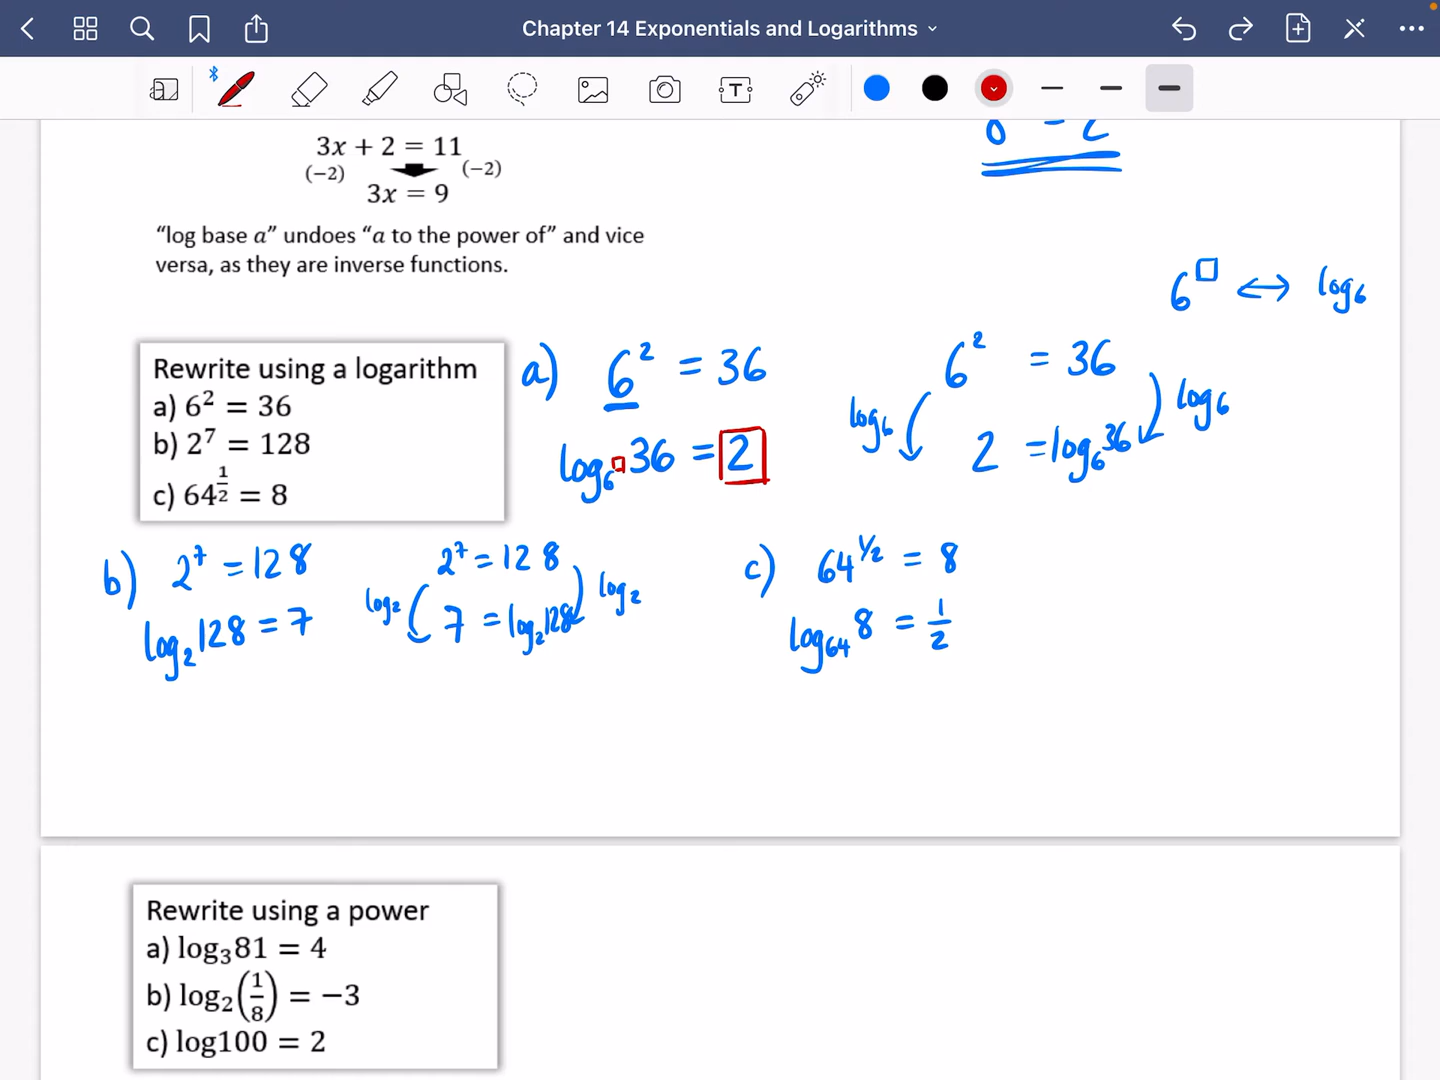 Chapter 14 Exponentials and Logarithms
3x + 2 = 11
(−2) (−2)
3x = 9
“log base a” undoes “a to the power of” and vice
versa, as they are inverse functions.
6^□ ↔ log₆
Rewrite using a logarithm
a) 6² = 36
b) 2⁷ = 128
c) 64^(1/2) = 8
a) 6² = 36
log₆ 36 = 2
6² = 36
log₆ log₆
2 = log₆ 36
b) 2⁷ = 128
log₂ 128 = 7
2⁷ = 128
log₂ log₂
7 = log₂ 128
c) 64^(1/2) = 8
log₆₄ 8 = 1/2
Rewrite using a power
a) log₃81 = 4
b) log₂(1/8) = −3
c) log100 = 2